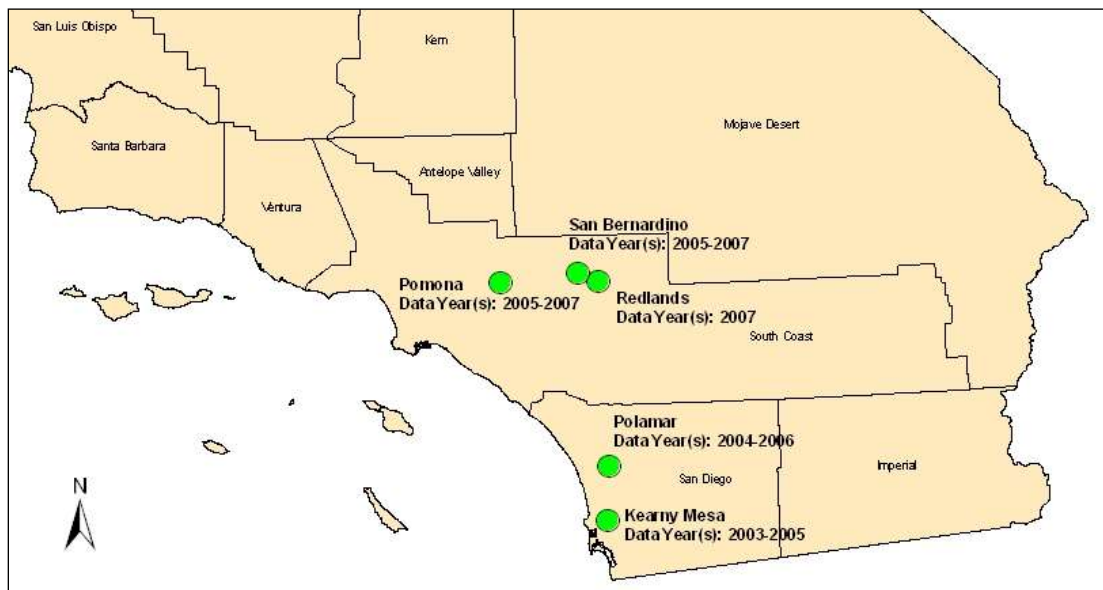 San Luis Obispo
Kern
Mojave Desert
Santa Barbara
Antelope Valley
Ventura
San Bernardino
Data Year(s): 2005-2007
Pomona
Data Year(s): 2005-2007
Redlands
Data Year(s): 2007
South Coast
Polamar
Data Year(s): 2004-2006
San Diego
Imperial
N
Kearny Mesa
Data Year(s): 2003-2005